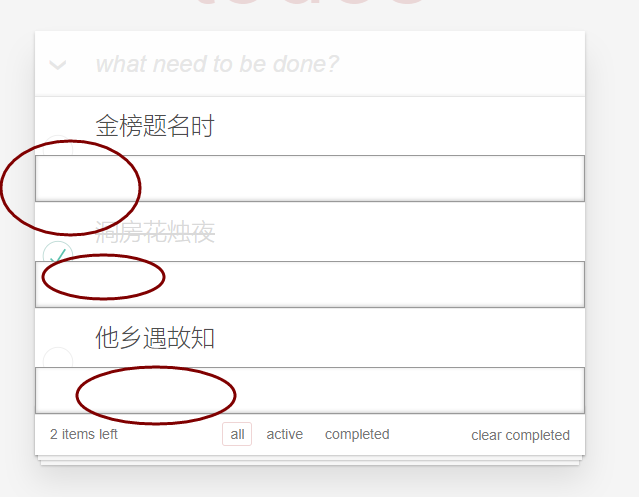 what need to be done?
金榜题名时
洞房花烛夜
他乡遇故知
2 items left all active completed clear completed